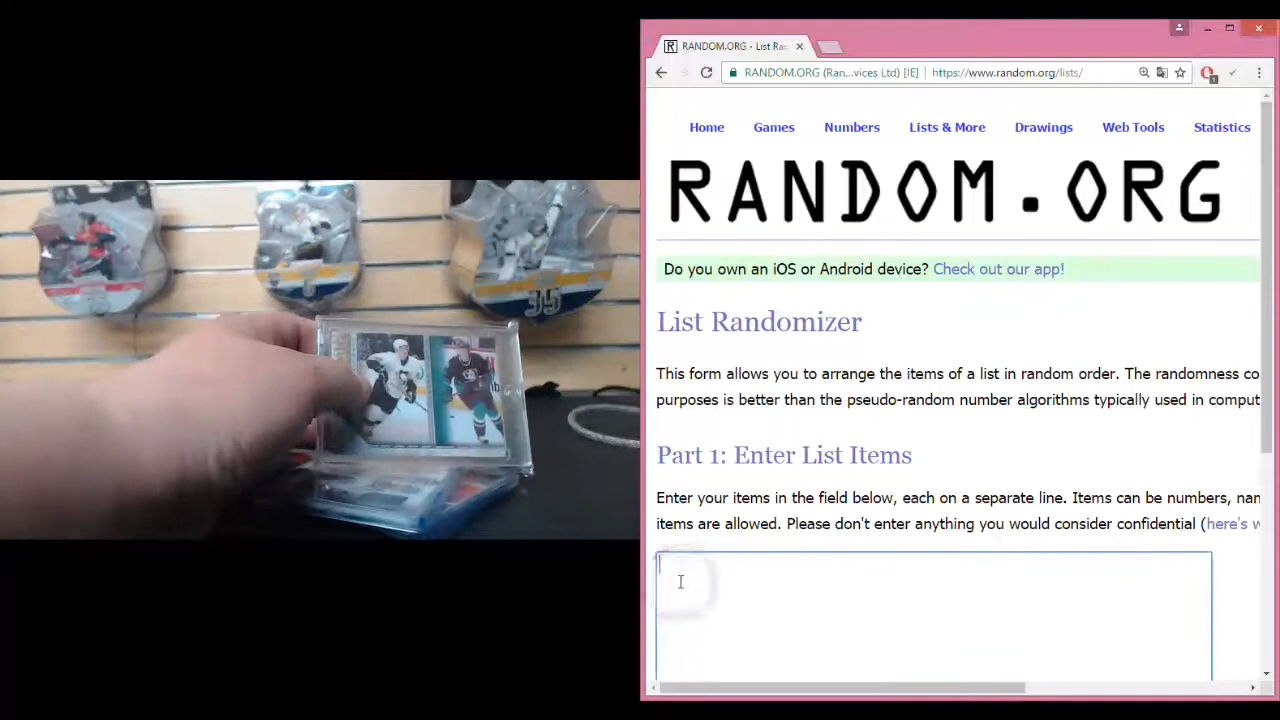 RANDOM.ORG - List Ra
RANDOM.ORG (Ran...vices Ltd) [IE] https://www.random.org/lists/
Home Games Numbers Lists & More Drawings Web Tools Statistics
RANDOM.ORG
Do you own an iOS or Android device? Check out our app!
List Randomizer
This form allows you to arrange the items of a list in random order. The randomness co
purposes is better than the pseudo-random number algorithms typically used in comput
Part 1: Enter List Items
Enter your items in the field below, each on a separate line. Items can be numbers, nam
items are allowed. Please don't enter anything you would consider confidential (here's w
35